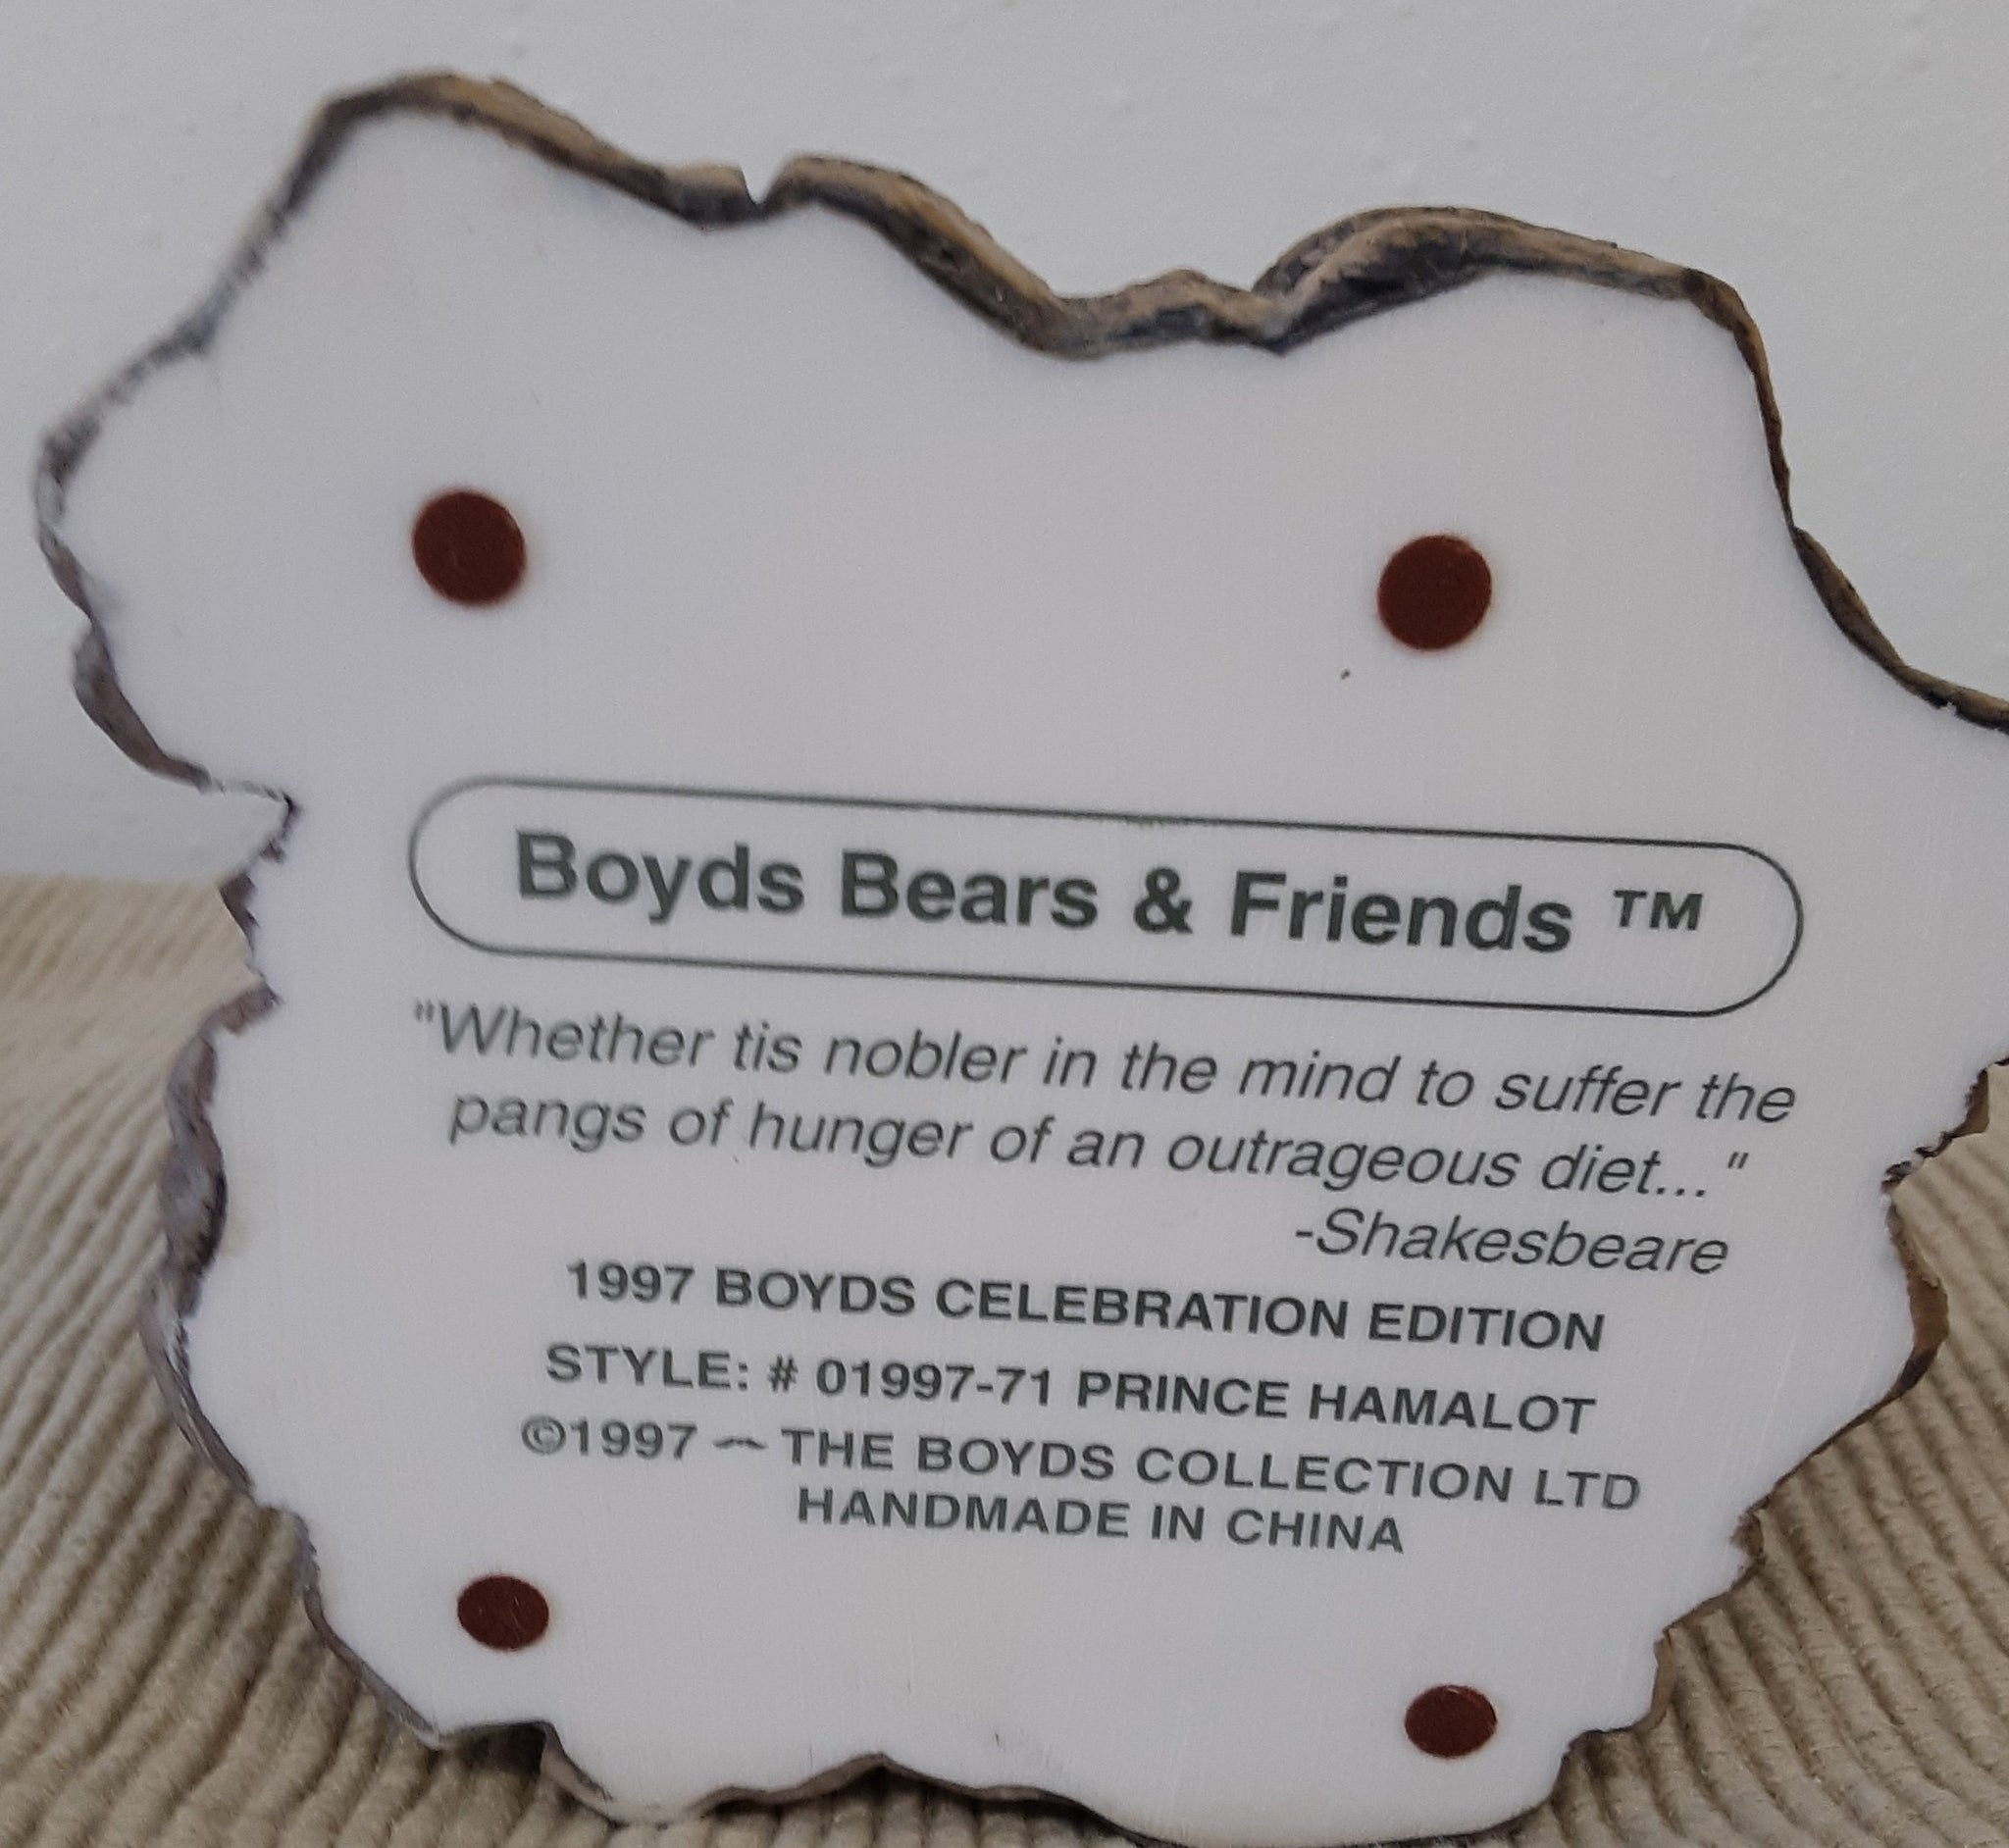 Boyds Bears & Friends ™
"Whether tis nobler in the mind to suffer the
pangs of hunger of an outrageous diet..."
-Shakesbeare
1997 BOYDS CELEBRATION EDITION
STYLE: # 01997-71 PRINCE HAMALOT
©1997 — THE BOYDS COLLECTION LTD
HANDMADE IN CHINA